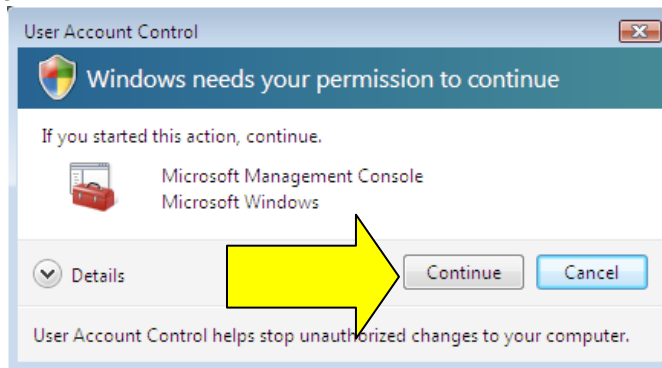 User Account Control
Windows needs your permission to continue
If you started this action, continue.
Microsoft Management Console
Microsoft Windows
Details
Continue
Cancel
User Account Control helps stop unauthorized changes to your computer.